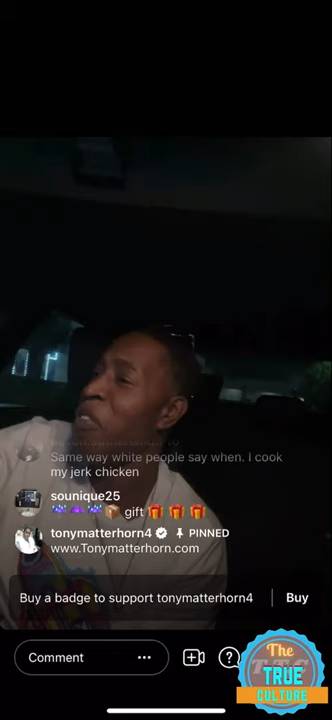 Same way white people say when. I cook
my jerk chicken
sounique25
gift
tonymatterhorn4 PINNED
www.Tonymatterhorn.com
Buy a badge to support tonymatterhorn4 Buy
Comment
The
TRUE
CULTURE